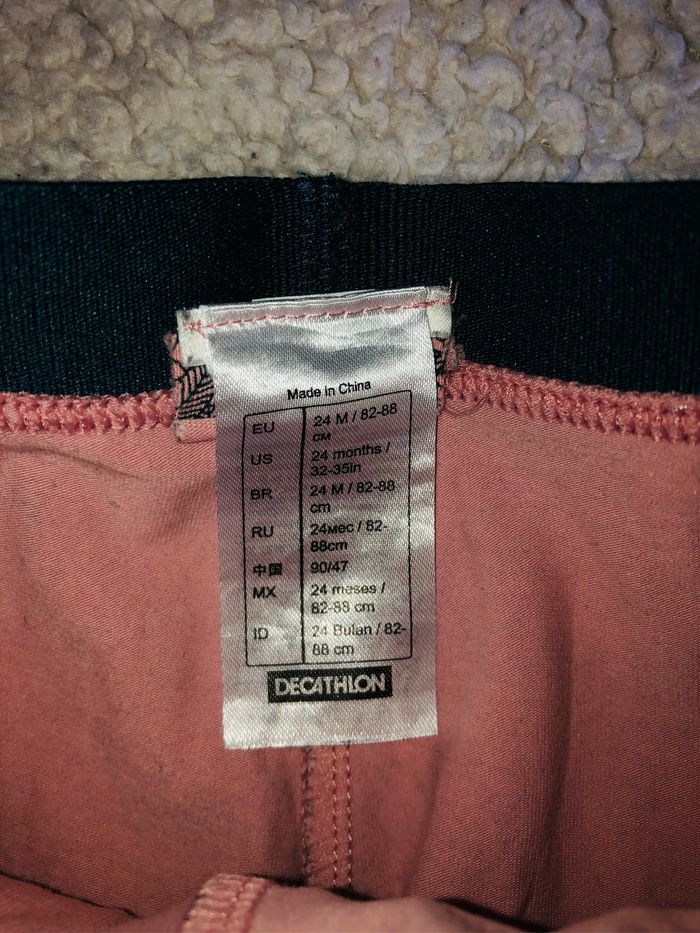 Made in China
EU 24 M / 82-88
см
US 24 months /
32-35in
BR 24 M / 82-88
cm
RU 24мес / 82-
88cm
中国 90/47
MX 24 meses /
82-88 cm
ID 24 Bulan / 82-
88 cm
DECATHLON